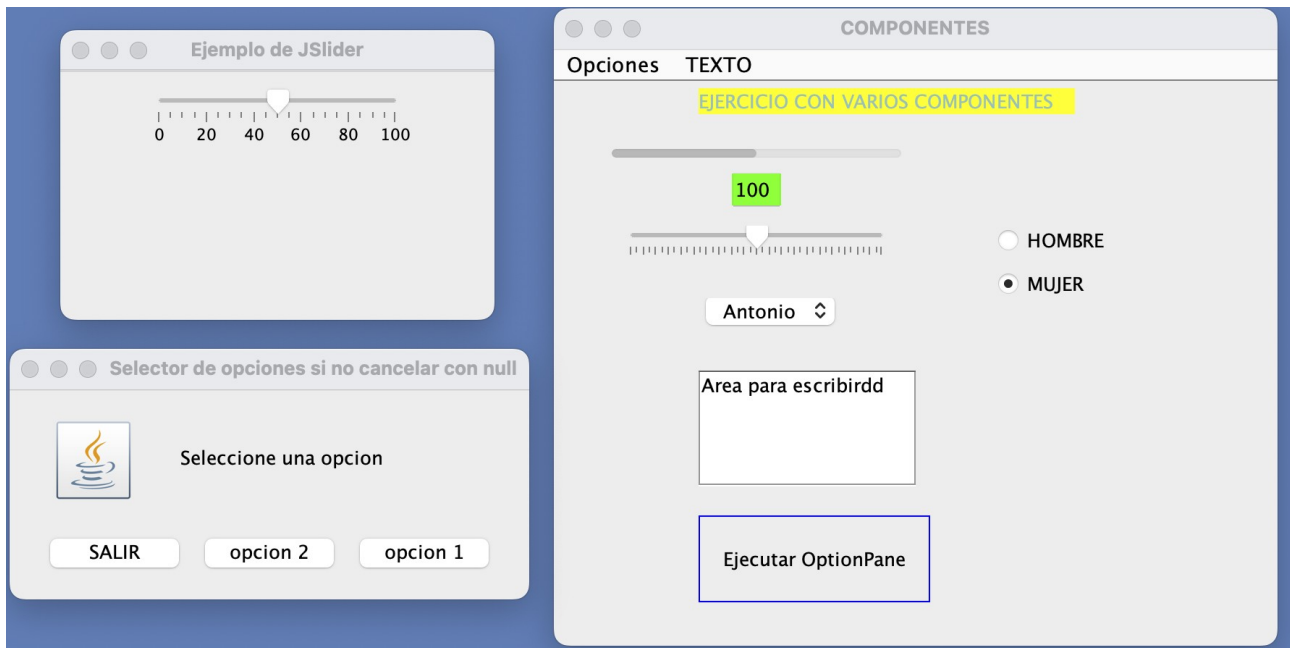 Ejemplo de JSlider
0 20 40 60 80 100
Selector de opciones si no cancelar con null
Seleccione una opcion
SALIR opcion 2 opcion 1
COMPONENTES
Opciones TEXTO
EJERCICIO CON VARIOS COMPONENTES
100
HOMBRE
MUJER
Antonio
Area para escribirdd
Ejecutar OptionPane